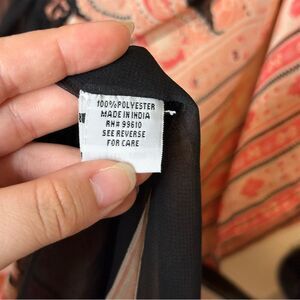 100% POLYESTER
MADE IN INDIA
RN# 99610
SEE REVERSE
FOR CARE